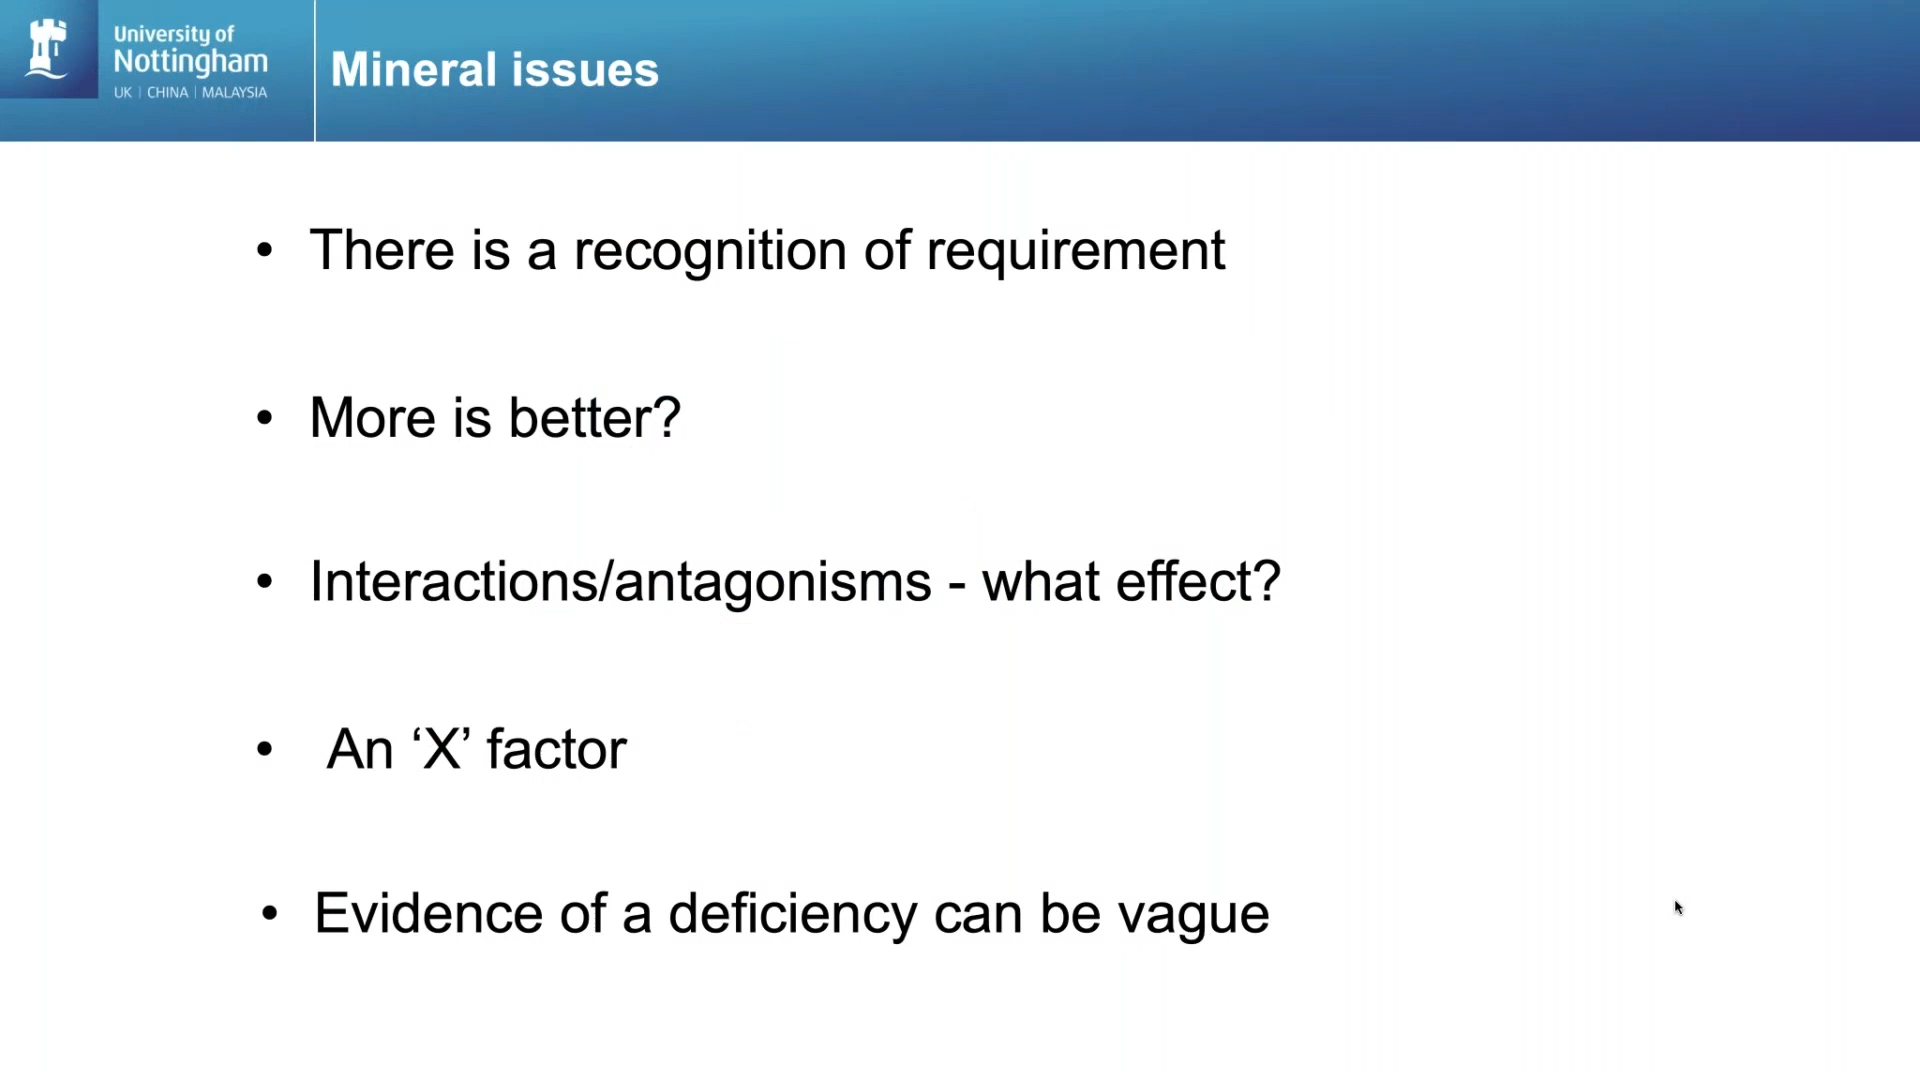 University of
Nottingham
UK | CHINA | MALAYSIA
Mineral issues
• There is a recognition of requirement
• More is better?
• Interactions/antagonisms - what effect?
• An ‘X’ factor
• Evidence of a deficiency can be vague